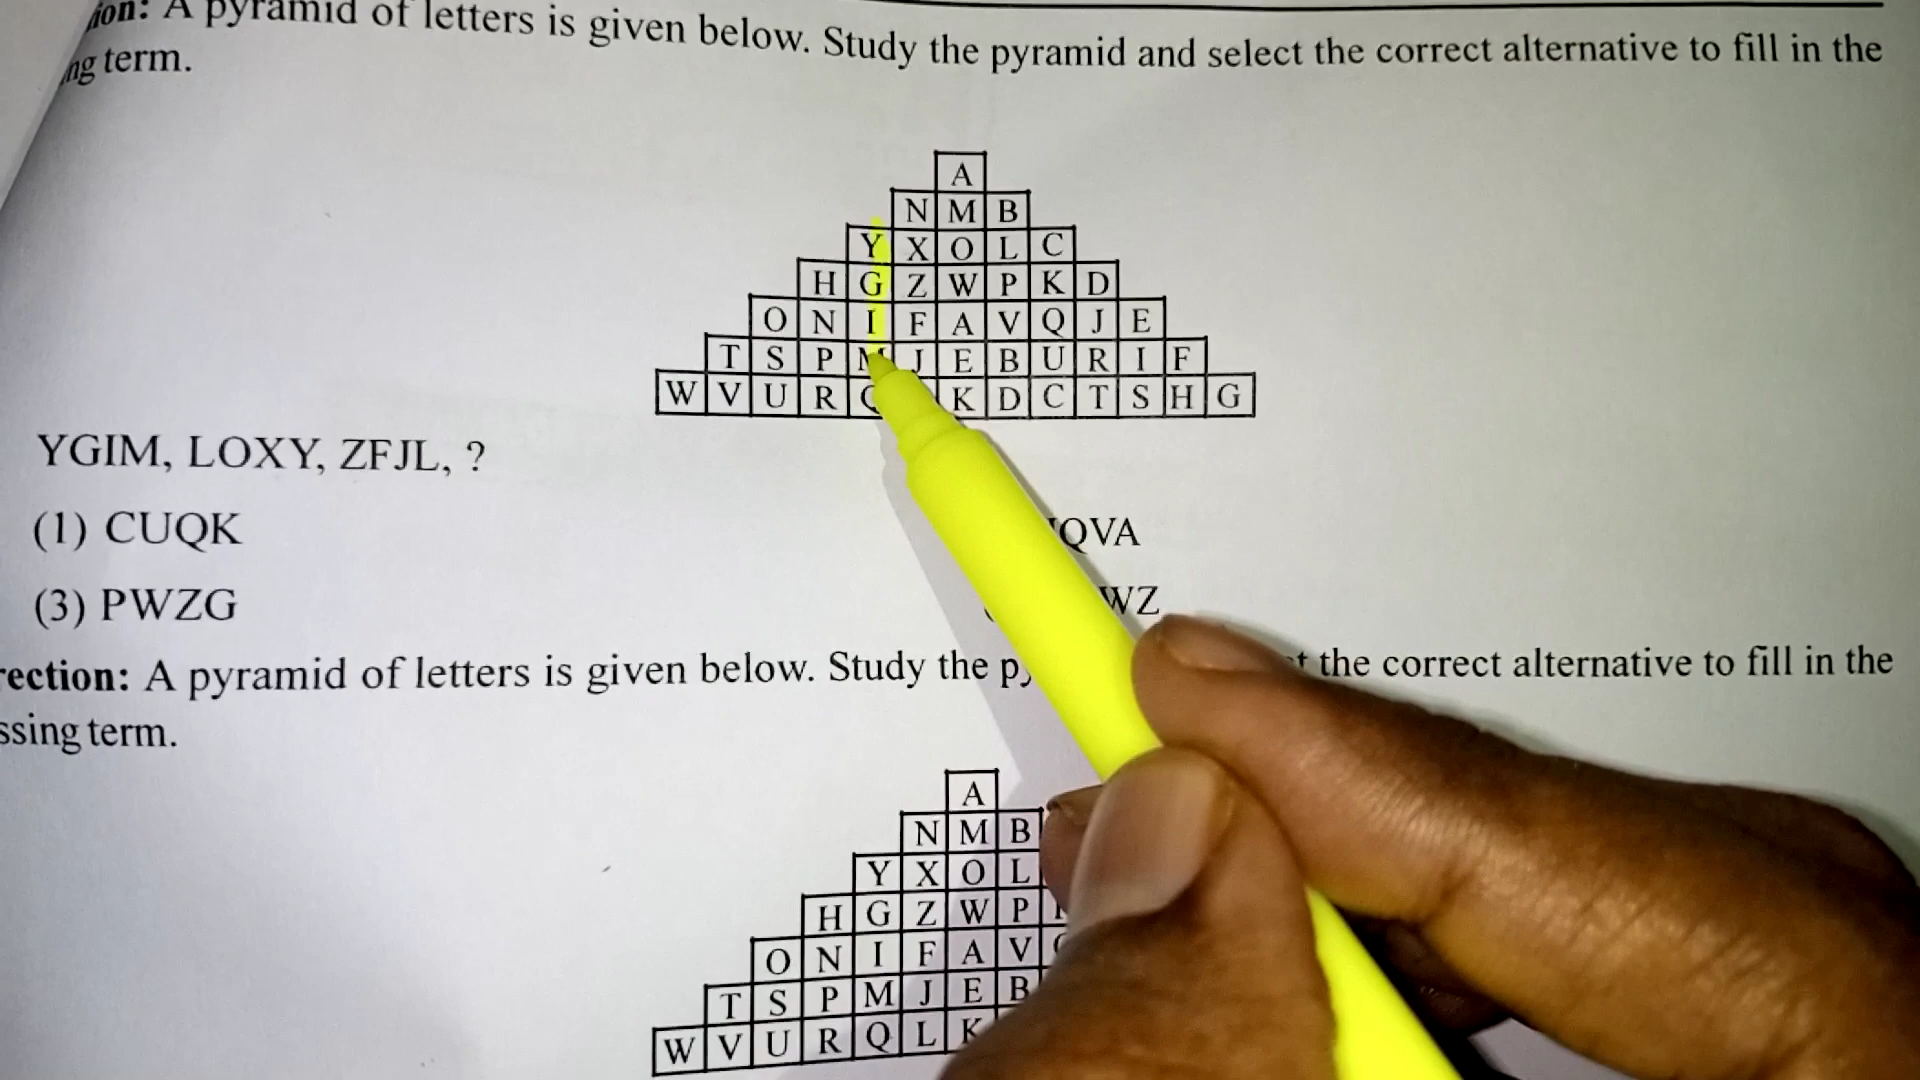 A pyramid of letters is given below. Study the pyramid and select the correct alternative to fill in the
term.
A
N M B
Y X O L C
H G Z W P K D
O N I F A V Q J E
T S P M J E B U R I F
W V U R K D C T S H G
YGIM, LOXY, ZFJL, ?
(1) CUQK
QVA
(3) PWZG
WZ
A pyramid of letters is given below. Study the the correct alternative to fill in the
term.
A
N M B
Y X O L
H G Z W P
O N I F A V
T S P M J E B
W V U R Q L K